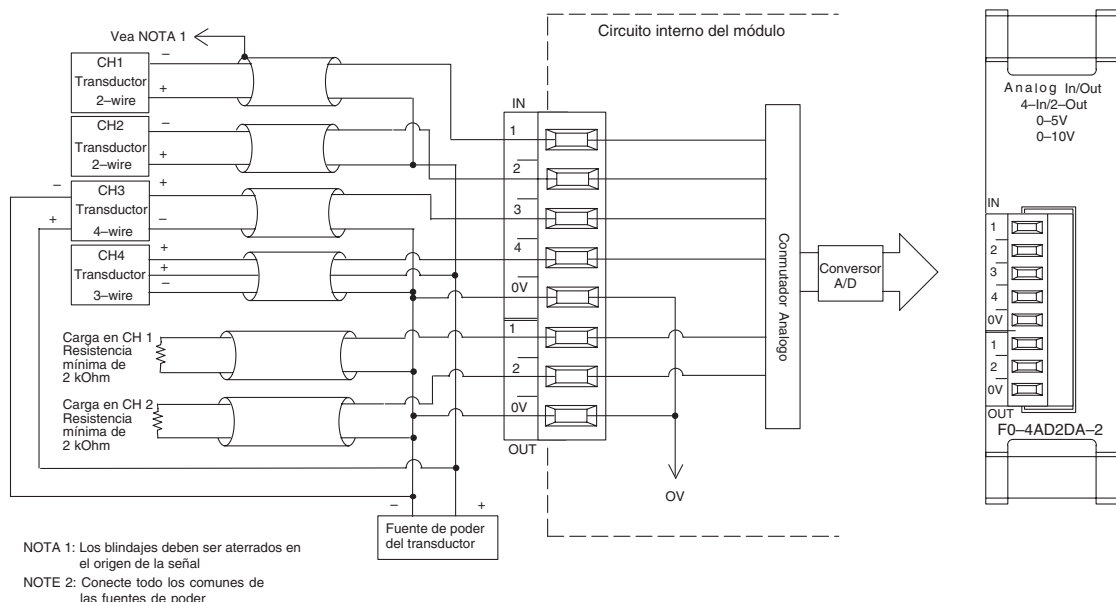 Vea NOTA 1
Circuito interno del módulo
CH1
Transductor
2–wire
–
+
CH2
Transductor
2–wire
–
+
CH3
Transductor
4–wire
–
+
+
–
CH4
Transductor
3–wire
+
+
–
Carga en CH 1
Resistencia
mínima de
2 kOhm
Carga en CH 2
Resistencia
mínima de
2 kOhm
IN
1
2
3
4
0V
1
2
0V
OUT
Conmutador Analogo
Conversor
A/D
OV
–
+
Fuente de poder
del transductor
NOTA 1: Los blindajes deben ser aterrados en
el origen de la señal
NOTE 2: Conecte todo los comunes de
las fuentes de poder
Analog In/Out
4–In/2–Out
0–5V
0–10V
IN
1
2
3
4
0V
1
2
0V
OUT
F0–4AD2DA–2